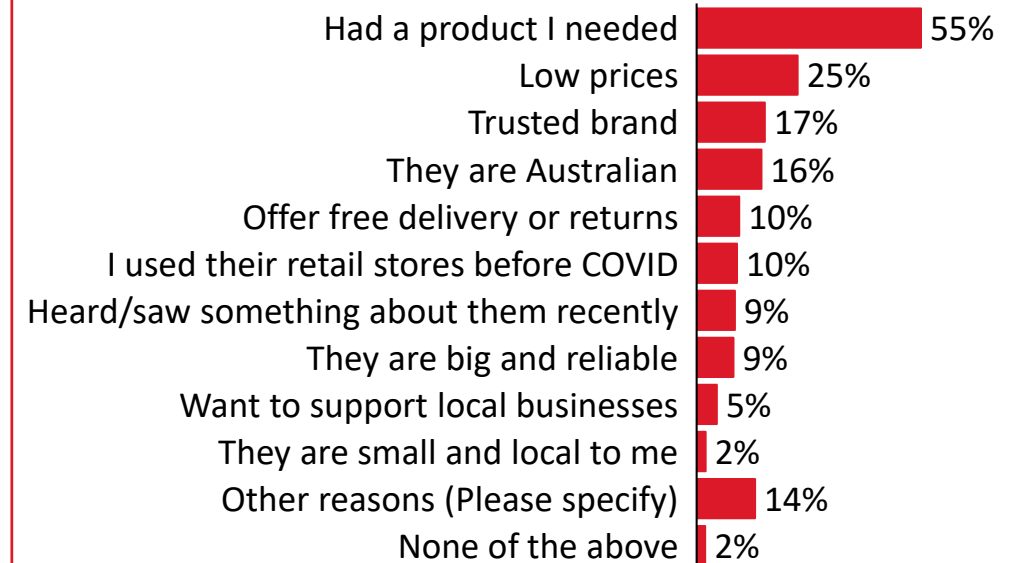 Had a product I needed 55%
Low prices 25%
Trusted brand 17%
They are Australian 16%
Offer free delivery or returns 10%
I used their retail stores before COVID 10%
Heard/saw something about them recently 9%
They are big and reliable 9%
Want to support local businesses 5%
They are small and local to me 2%
Other reasons (Please specify) 14%
None of the above 2%